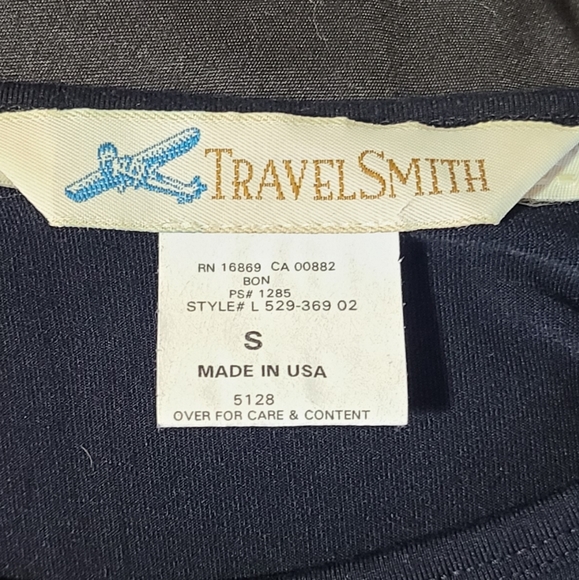 TRAVELSMITH
RN 16869 CA 00882
BON
PS# 1285
STYLE# L 529-369 02
S
MADE IN USA
5128
OVER FOR CARE & CONTENT